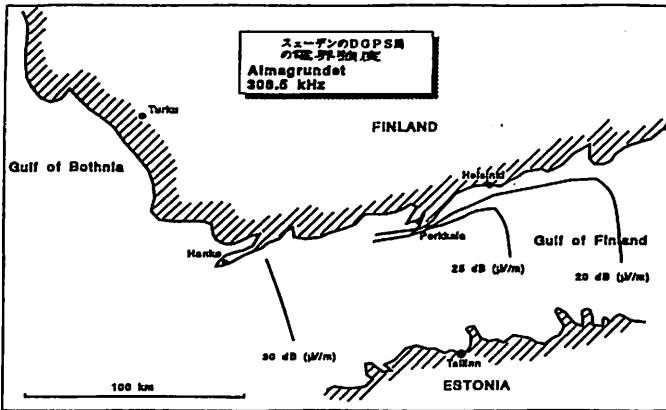 スェーデンのDGPS局
の電界強度
Almagrundet
308.5 kHz
Turku
FINLAND
Gulf of Bothnia
Helsinki
Porkkala
Gulf of Finland
Hanko
25 dB (μV/m)
20 dB (μV/m)
30 dB (μV/m)
Tallinn
100 km
ESTONIA